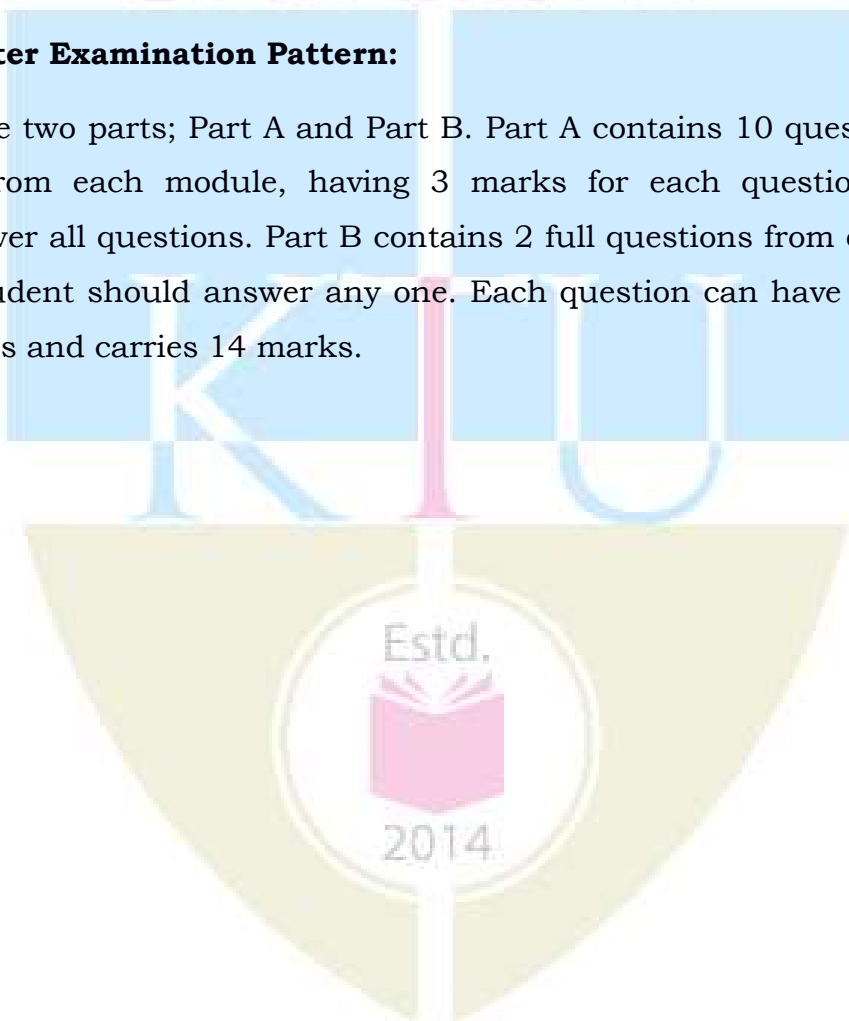 ter Examination Pattern:
e two parts; Part A and Part B. Part A contains 10 ques
rom each module, having 3 marks for each questio
ver all questions. Part B contains 2 full questions from
udent should answer any one. Each question can have
s and carries 14 marks.
KTU
Estd.
2014